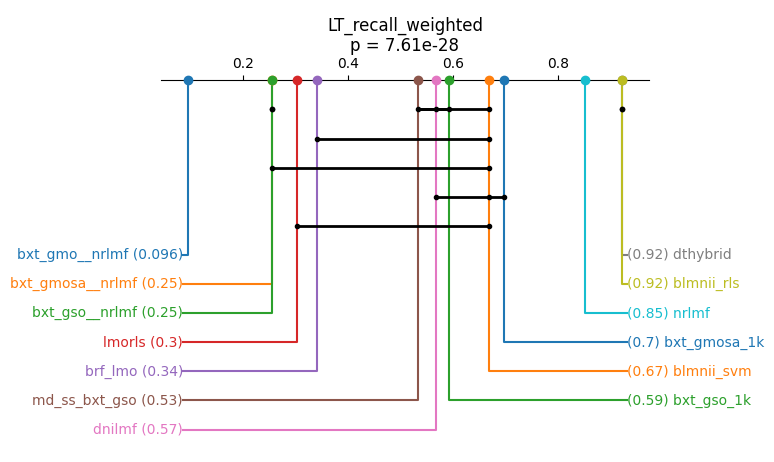 LT_recall_weighted
p = 7.61e-28
0.2 0.4 0.6 0.8
bxt_gmo__nrlmf (0.096) (0.92) dthybrid
bxt_gmosa__nrlmf (0.25) (0.92) blmnii_rls
bxt_gso__nrlmf (0.25) (0.85) nrlmf
lmorls (0.3) (0.7) bxt_gmosa_1k
brf_lmo (0.34) (0.67) blmnii_svm
md_ss_bxt_gso (0.53) (0.59) bxt_gso_1k
dnilmf (0.57)